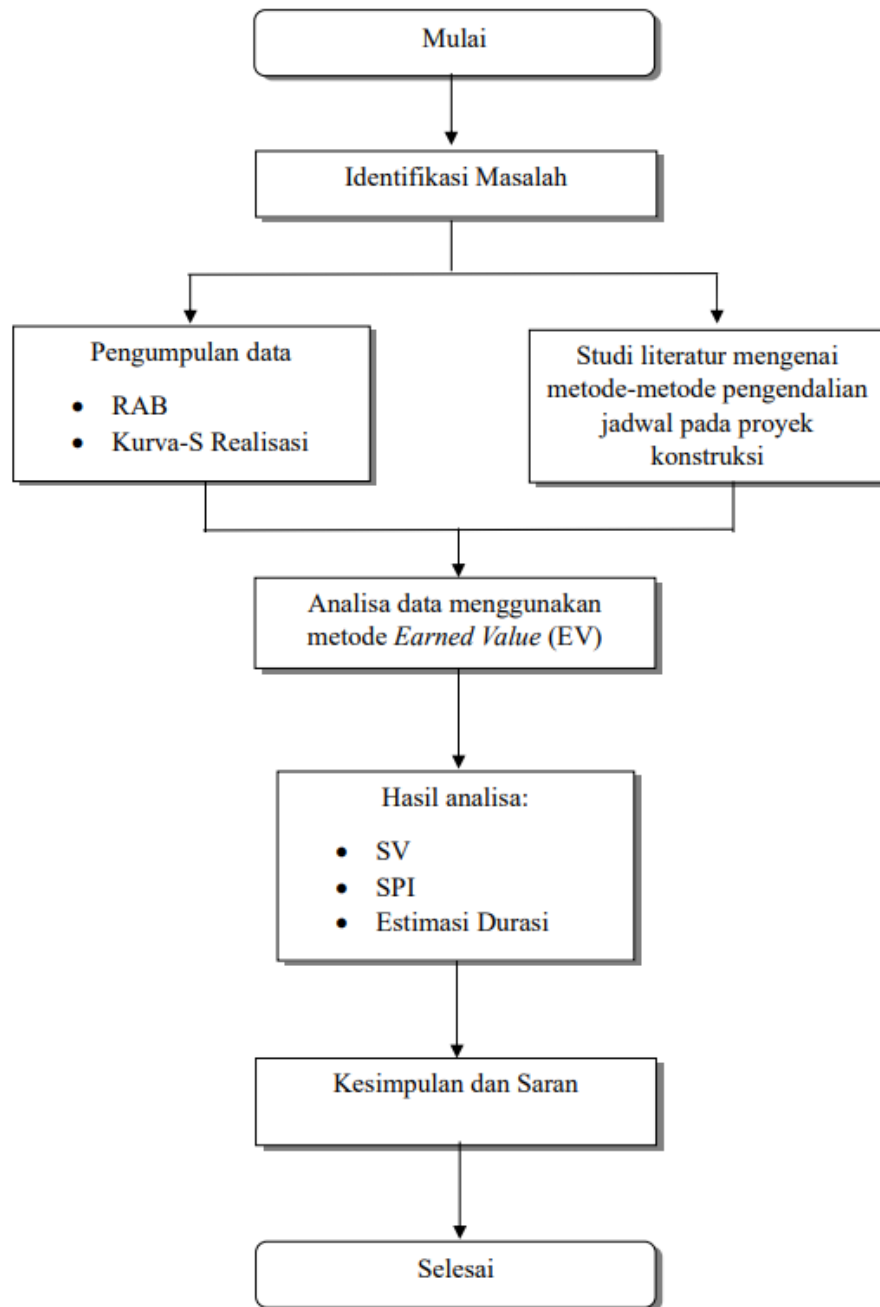 Mulai
Identifikasi Masalah
Pengumpulan data
• RAB
• Kurva-S Realisasi
Studi literatur mengenai
metode-metode pengendalian
jadwal pada proyek
konstruksi
Analisa data menggunakan
metode Earned Value (EV)
Hasil analisa:
• SV
• SPI
• Estimasi Durasi
Kesimpulan dan Saran
Selesai